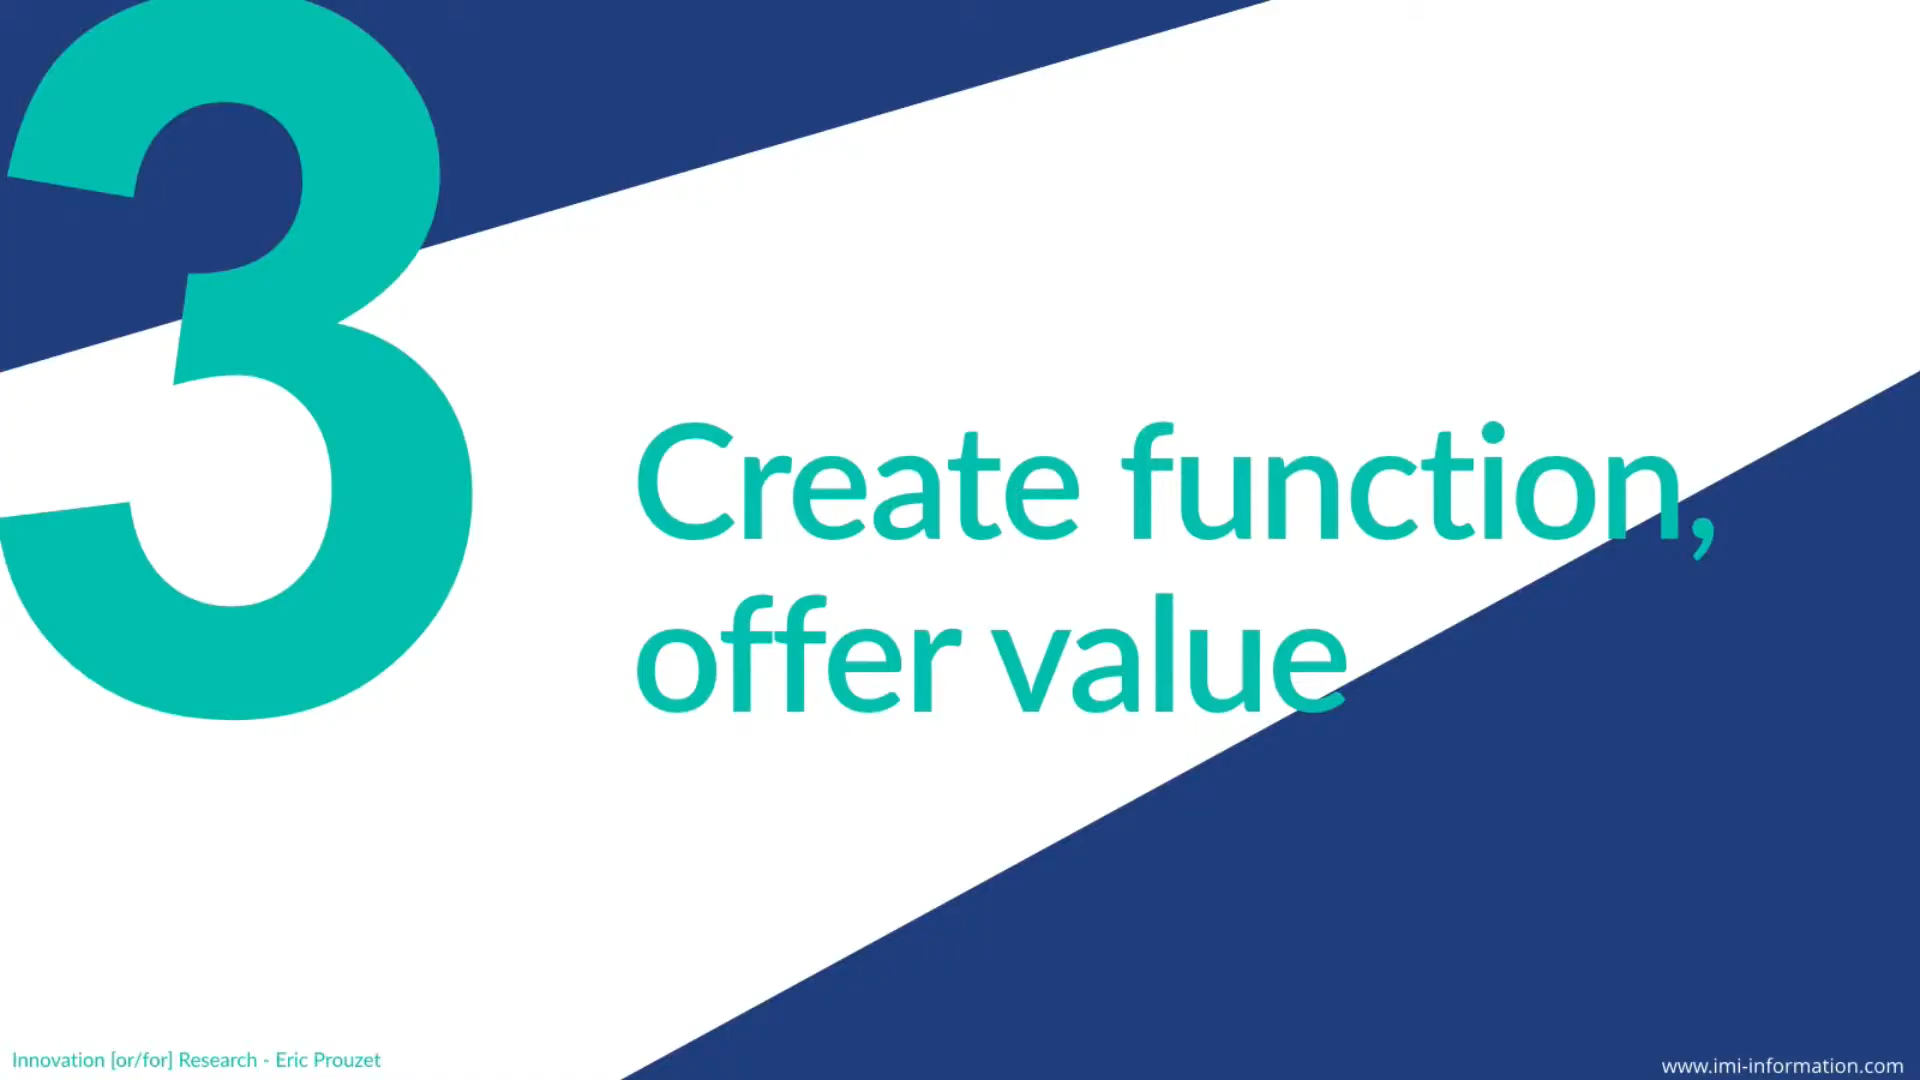 3
Create function,
offer value
Innovation [or/for] Research - Eric Prouzet
www.imi-information.com